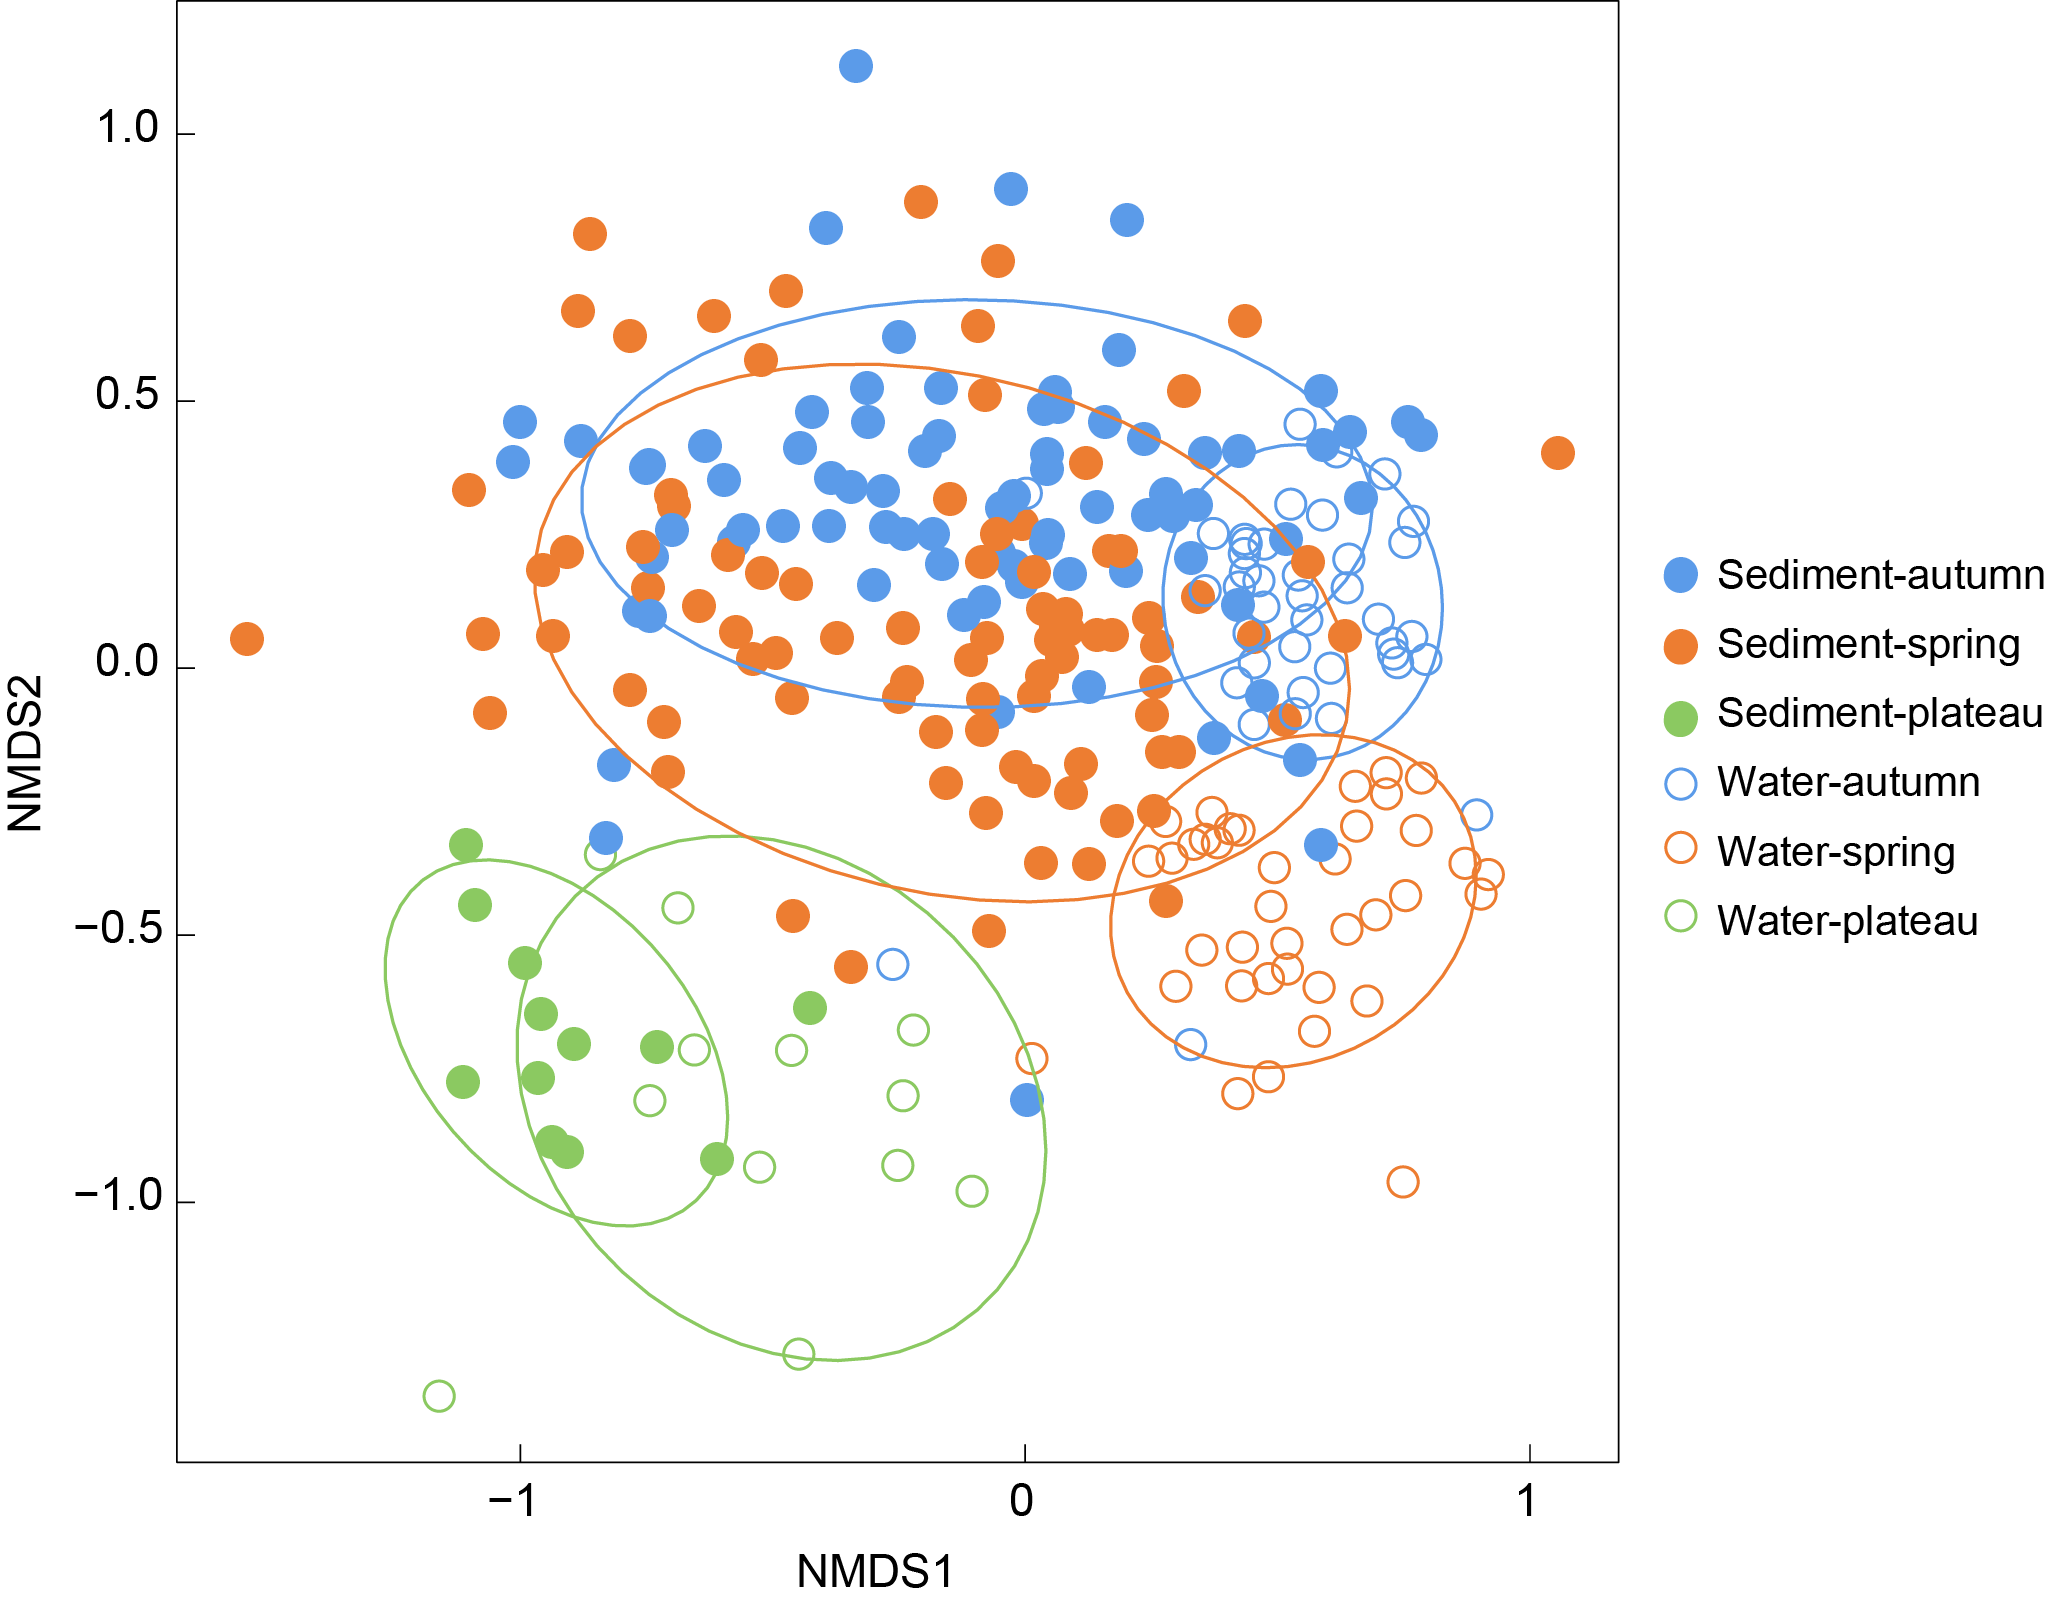 1.0
0.5
0.0
−0.5
−1.0
NMDS2
−1
0
1
NMDS1
Sediment-autumn
Sediment-spring
Sediment-plateau
Water-autumn
Water-spring
Water-plateau